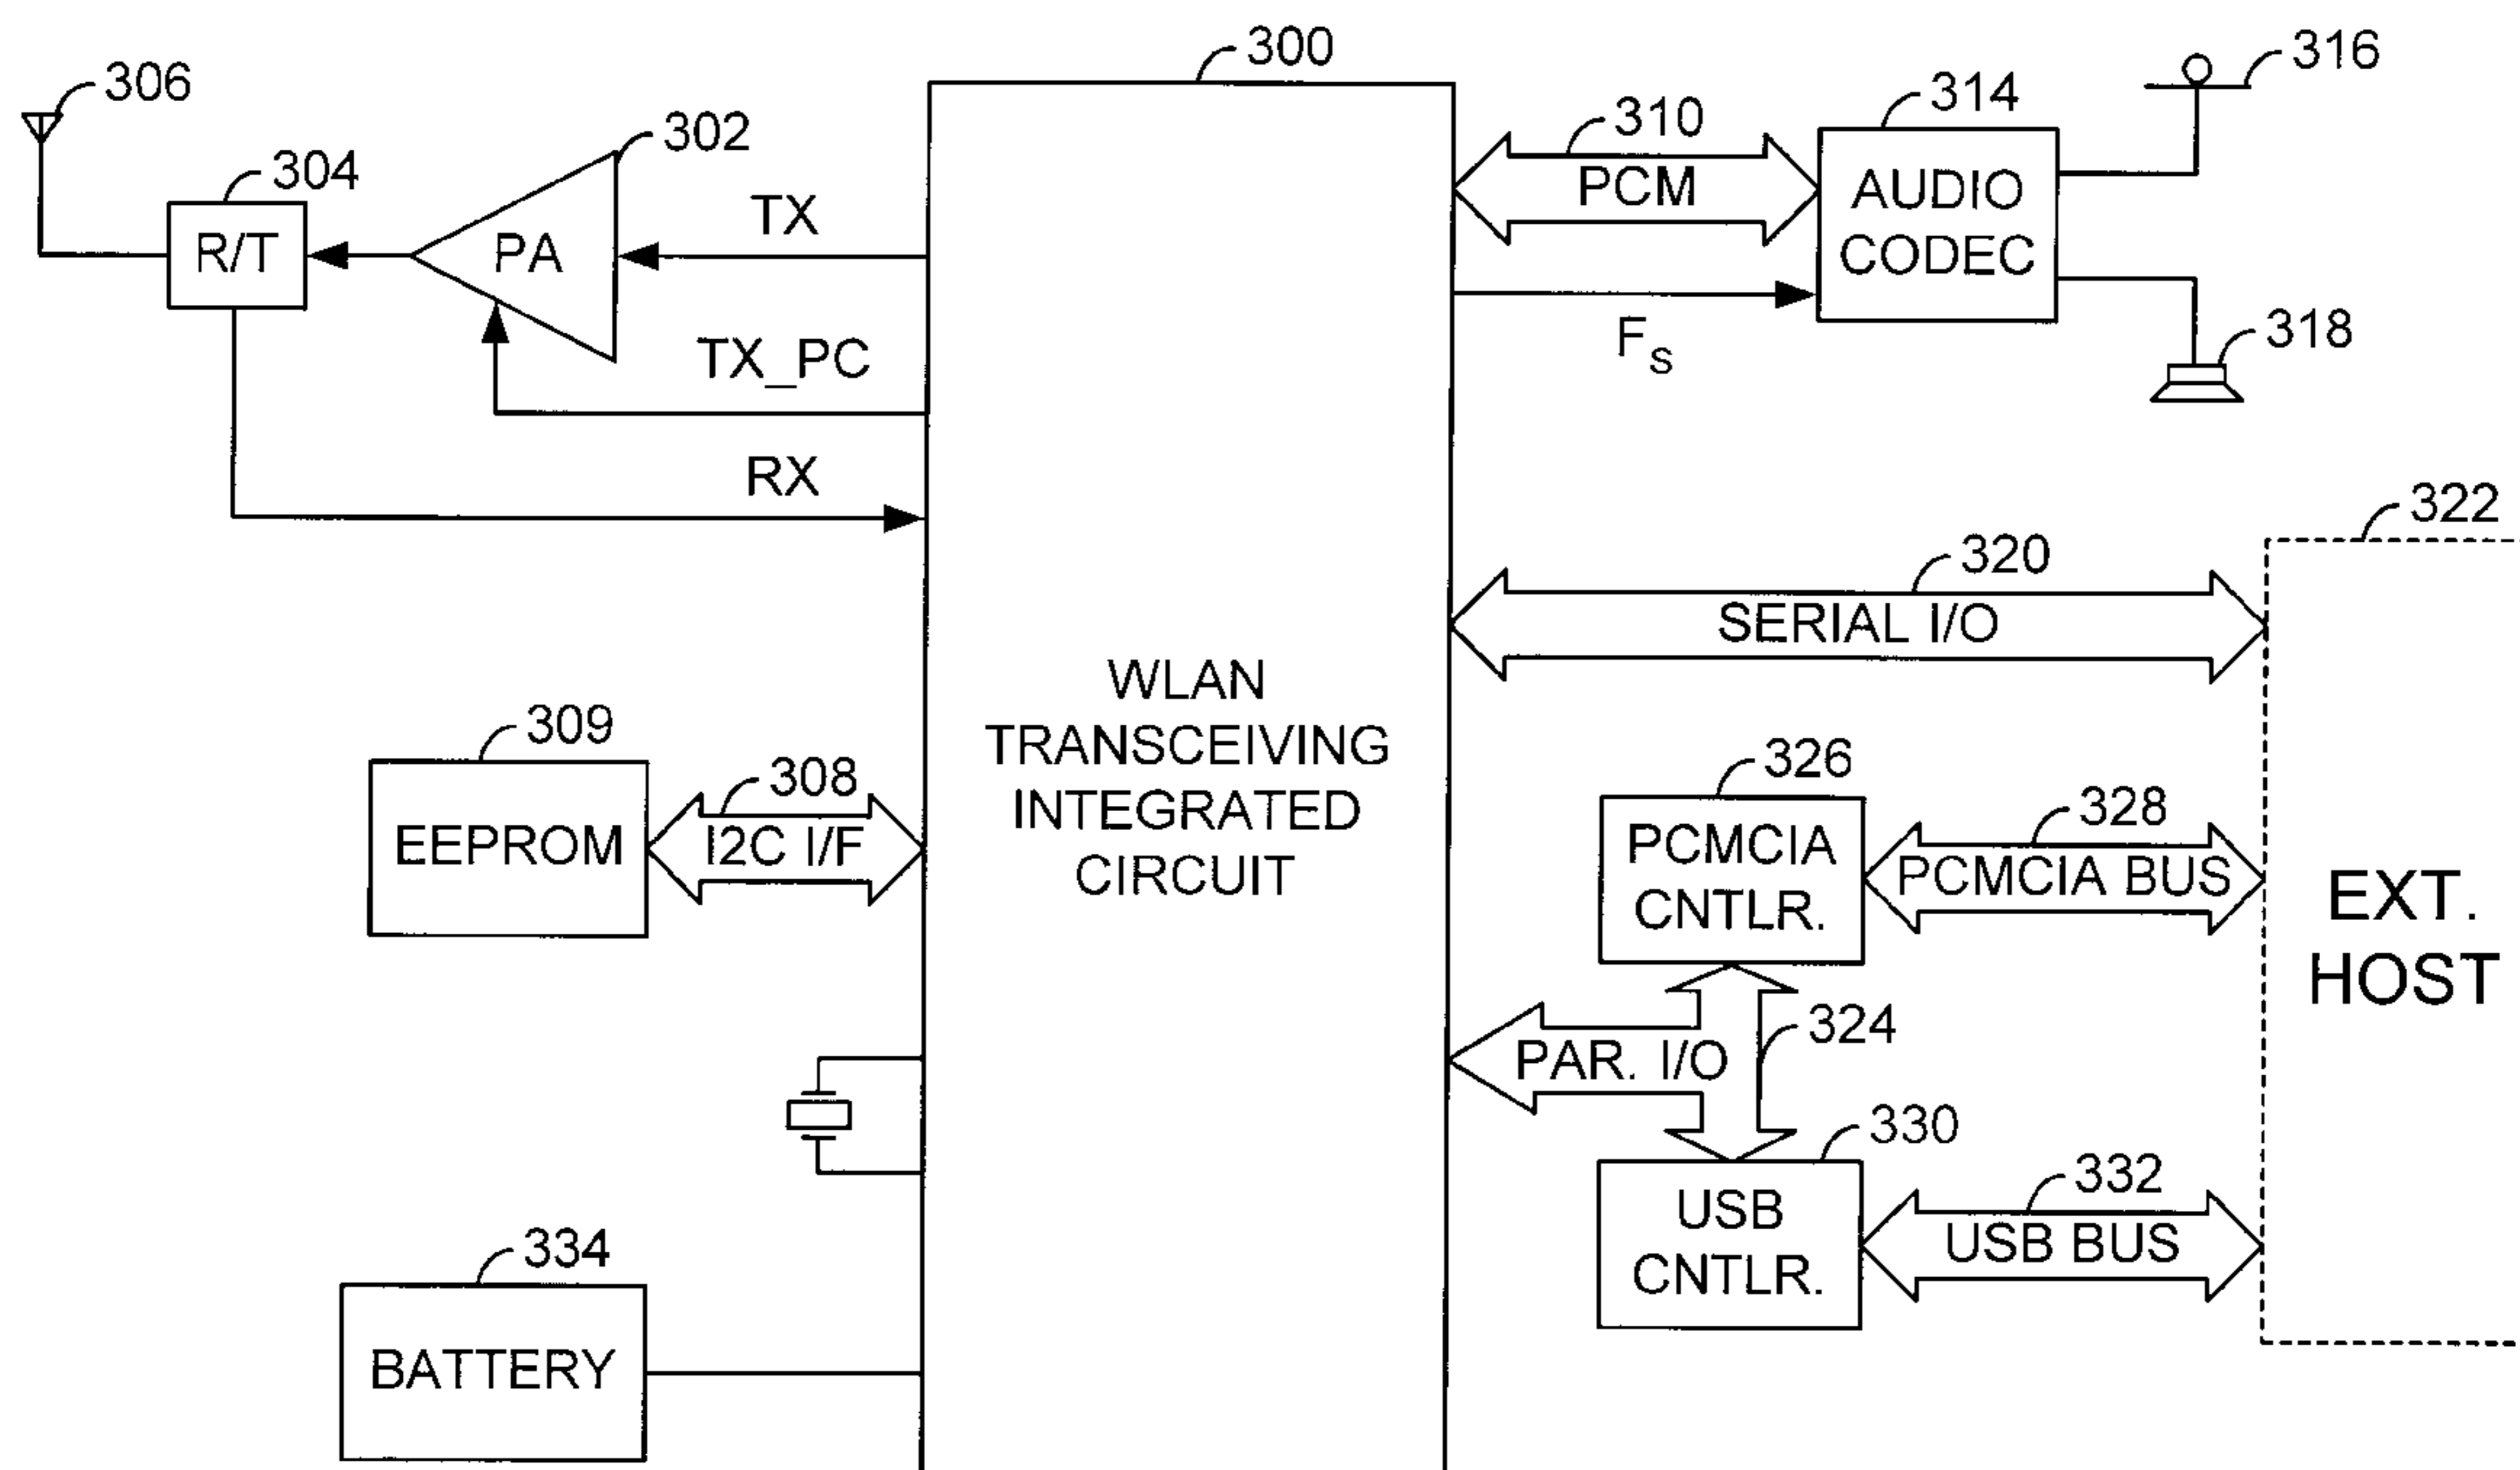 300
306
302
304
R/T
PA
TX
TX_PC
RX
310
PCM
314
AUDIO
CODEC
316
FS
318
322
320
SERIAL I/O
WLAN
TRANSCEIVING
INTEGRATED
CIRCUIT
309
EEPROM
308
I2C I/F
326
PCMCIA
CNTLR.
328
PCMCIA BUS
EXT.
HOST
324
PAR. I/O
330
USB
CNTLR.
332
USB BUS
334
BATTERY